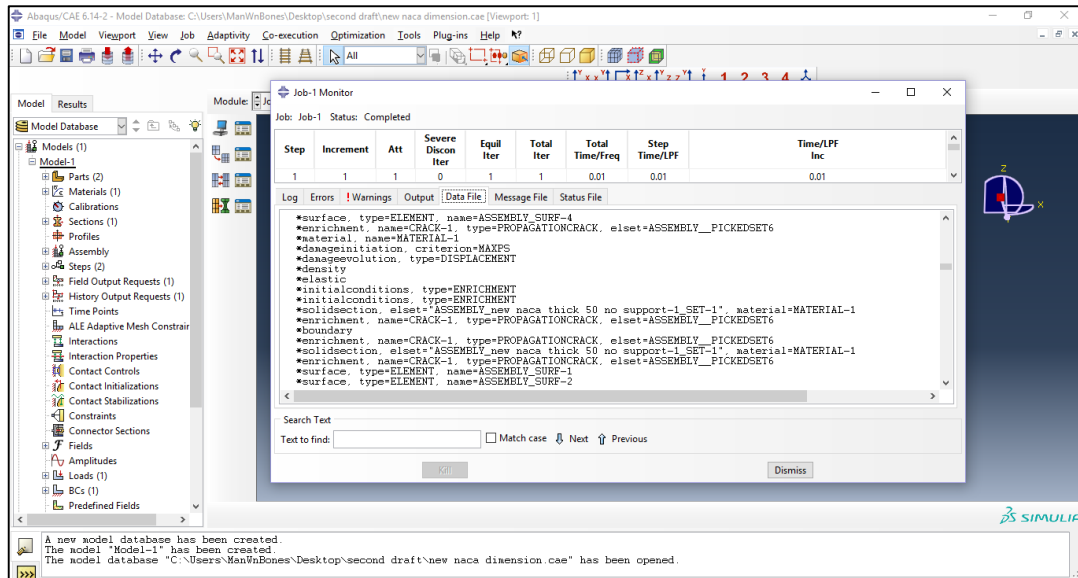 Abaqus/CAE 6.14-2 - Model Database: C:\Users\ManWnBones\Desktop\second draft\new naca dimension.cae [Viewport: 1]
File Model Viewport View Job Adaptivity Co-execution Optimization Tools Plug-ins Help
All
1 2 3 4
Model Results
Module:
Model Database
Models (1)
Model-1
Parts (2)
Materials (1)
Calibrations
Sections (1)
Profiles
Assembly
Steps (2)
Field Output Requests (1)
History Output Requests (1)
Time Points
ALE Adaptive Mesh Constrair
Interactions
Interaction Properties
Contact Controls
Contact Initializations
Contact Stabilizations
Constraints
Connector Sections
Fields
Amplitudes
Loads (1)
BCs (1)
Predefined Fields
Job-1 Monitor
Job: Job-1 Status: Completed
Step Increment Att Severe Discon Iter Equil Iter Total Iter Total Time/Freq Step Time/LPF Time/LPF Inc
1 1 1 0 1 1 0.01 0.01 0.01
Log Errors ! Warnings Output Data File Message File Status File
*surface, type=ELEMENT, name=ASSEMBLY_SURF-4
*enrichment, name=CRACK-1, type=PROPAGATIONCRACK, elset=ASSEMBLY__PICKEDSET6
*material, name=MATERIAL-1
*damageinitiation, criterion=MAXPS
*damageevolution, type=DISPLACEMENT
*density
*elastic
*initialconditions, type=ENRICHMENT
*initialconditions, type=ENRICHMENT
*solidsection, elset="ASSEMBLY_new naca thick 50 no support-1_SET-1", material=MATERIAL-1
*enrichment, name=CRACK-1, type=PROPAGATIONCRACK, elset=ASSEMBLY__PICKEDSET6
*boundary
*enrichment, name=CRACK-1, type=PROPAGATIONCRACK, elset=ASSEMBLY__PICKEDSET6
*solidsection, elset="ASSEMBLY_new naca thick 50 no support-1_SET-1", material=MATERIAL-1
*enrichment, name=CRACK-1, type=PROPAGATIONCRACK, elset=ASSEMBLY__PICKEDSET6
*surface, type=ELEMENT, name=ASSEMBLY_SURF-1
*surface, type=ELEMENT, name=ASSEMBLY_SURF-2
Search Text
Text to find: Match case Next Previous
Kill Dismiss
Z
X
SIMULIA
A new model database has been created.
The model "Model-1" has been created.
The model database "C:\Users\ManWnBones\Desktop\second draft\new naca dimension.cae" has been opened.
>>>